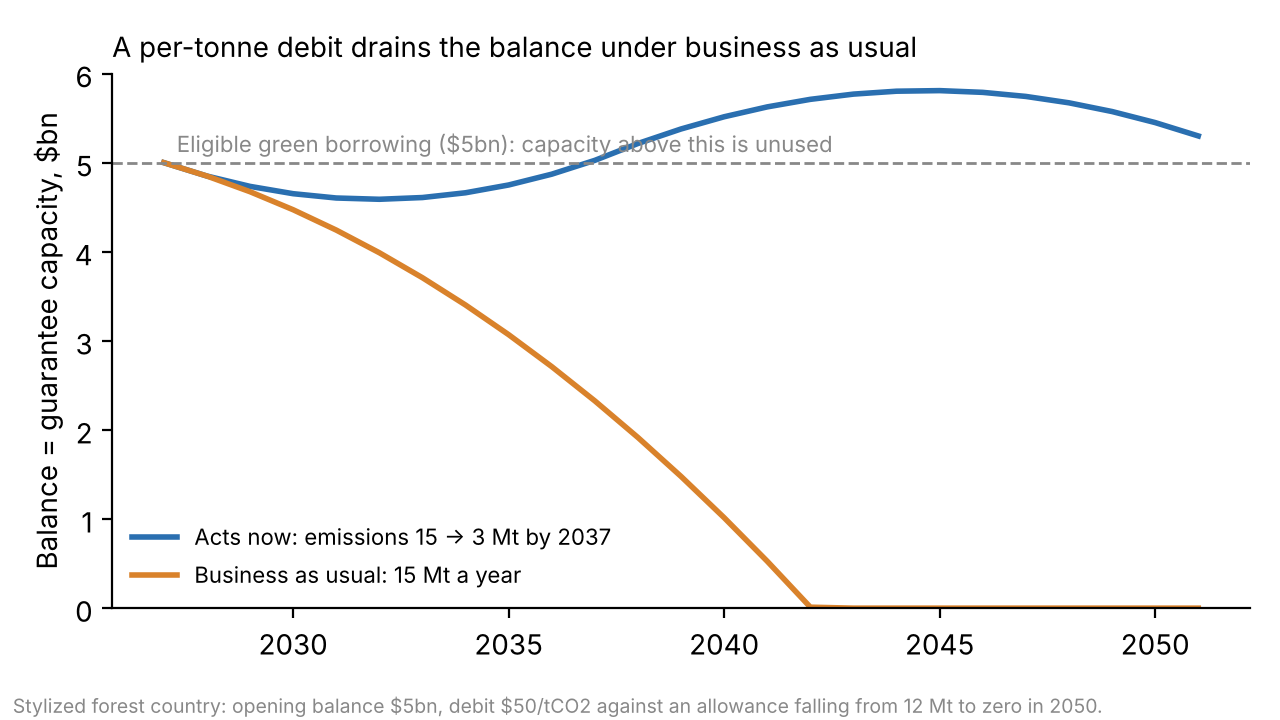 A per-tonne debit drains the balance under business as usual
Balance = guarantee capacity, $bn
6
5
4
3
2
1
0
Eligible green borrowing ($5bn): capacity above this is unused
Acts now: emissions 15 → 3 Mt by 2037
Business as usual: 15 Mt a year
2030 2035 2040 2045 2050
Stylized forest country: opening balance $5bn, debit $50/tCO2 against an allowance falling from 12 Mt to zero in 2050.